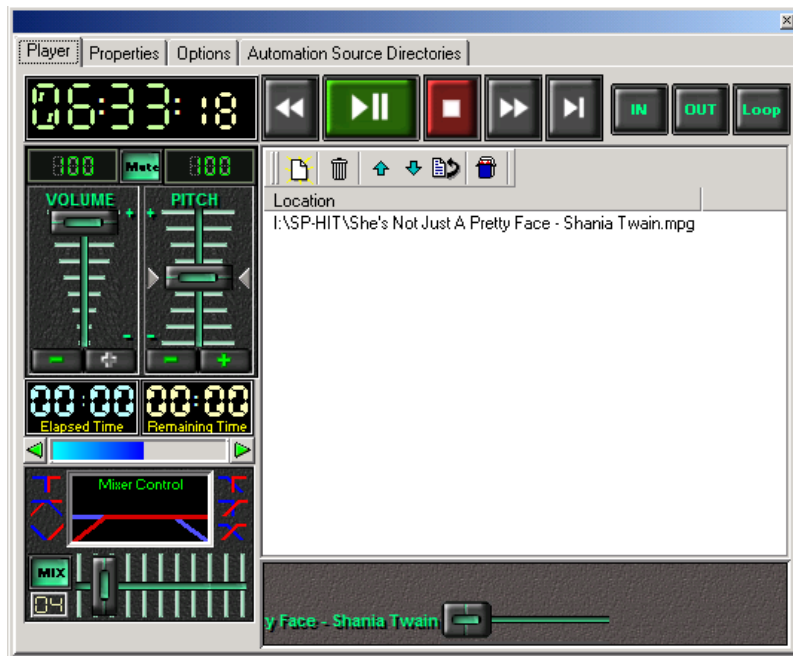 Player Properties Options Automation Source Directories
06:33:18
IN OUT Loop
100 Mute 100
VOLUME PITCH
Location
I:\SP-HIT\She's Not Just A Pretty Face - Shania Twain.mpg
00:00 00:00
Elapsed Time Remaining Time
Mixer Control
MIX
04
y Face - Shania Twain